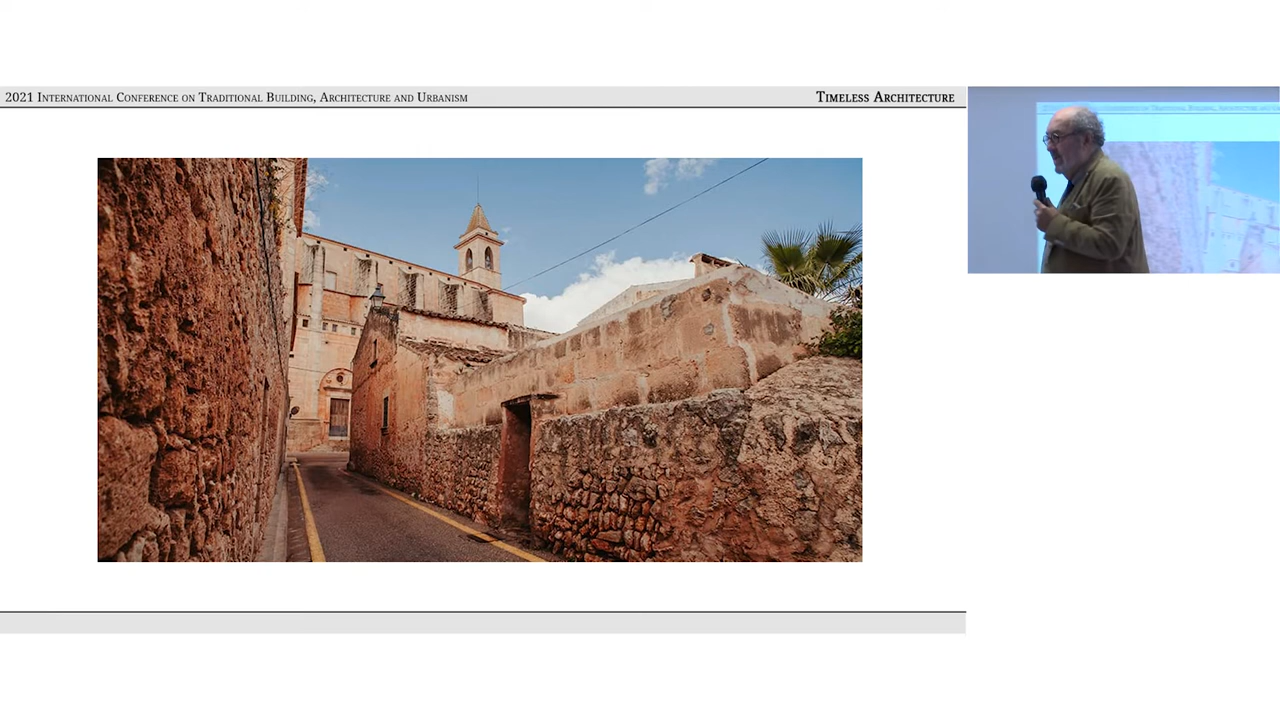 2021 International Conference on Traditional Building, Architecture and Urbanism
Timeless Architecture